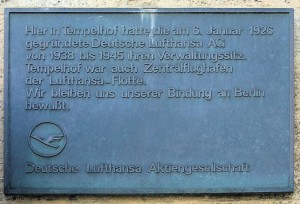 Hier in Tempelhof hatte die am 6. Januar 1926
gegründete Deutsche Lufthansa AG
von 1938 bis 1945 ihren Verwaltungssitz.
Tempelhof war auch Zentralflughafen
der Lufthansa-Flotte.
Wir bleiben uns unserer Bindung an Berlin
bewußt.
Deutsche Lufthansa Aktiengesellschaft